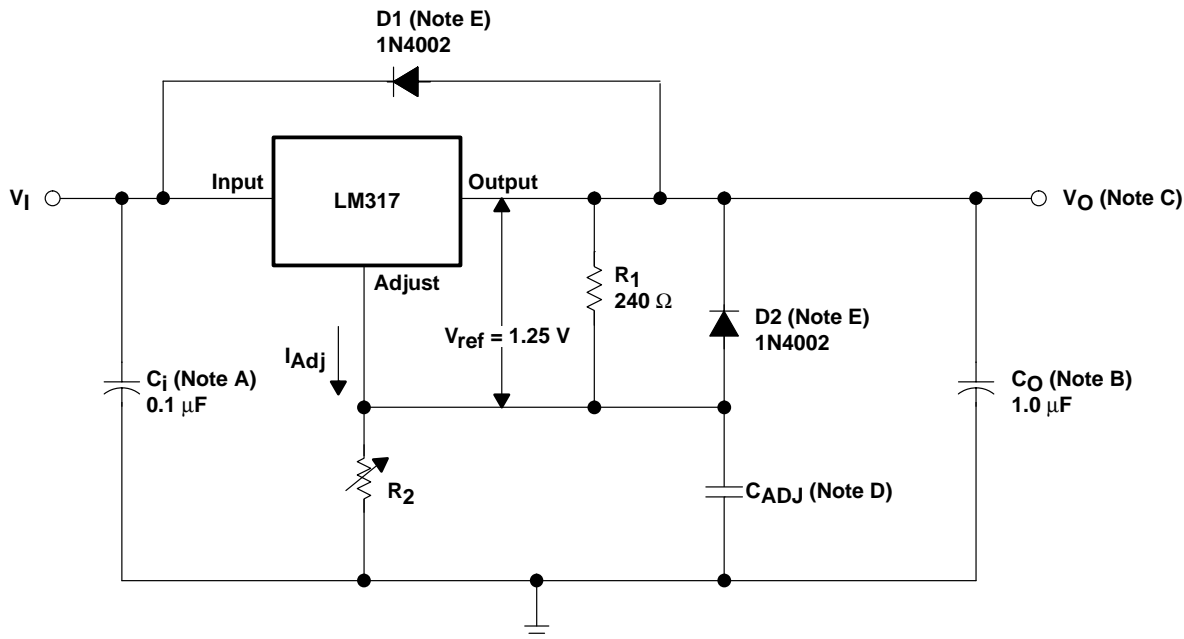 D1 (Note E)
1N4002
Input
LM317
Output
VI
VO (Note C)
Adjust
R1
240 Ω
Vref = 1.25 V
D2 (Note E)
1N4002
IAdj
Ci (Note A)
0.1 μF
CO (Note B)
1.0 μF
R2
CADJ (Note D)